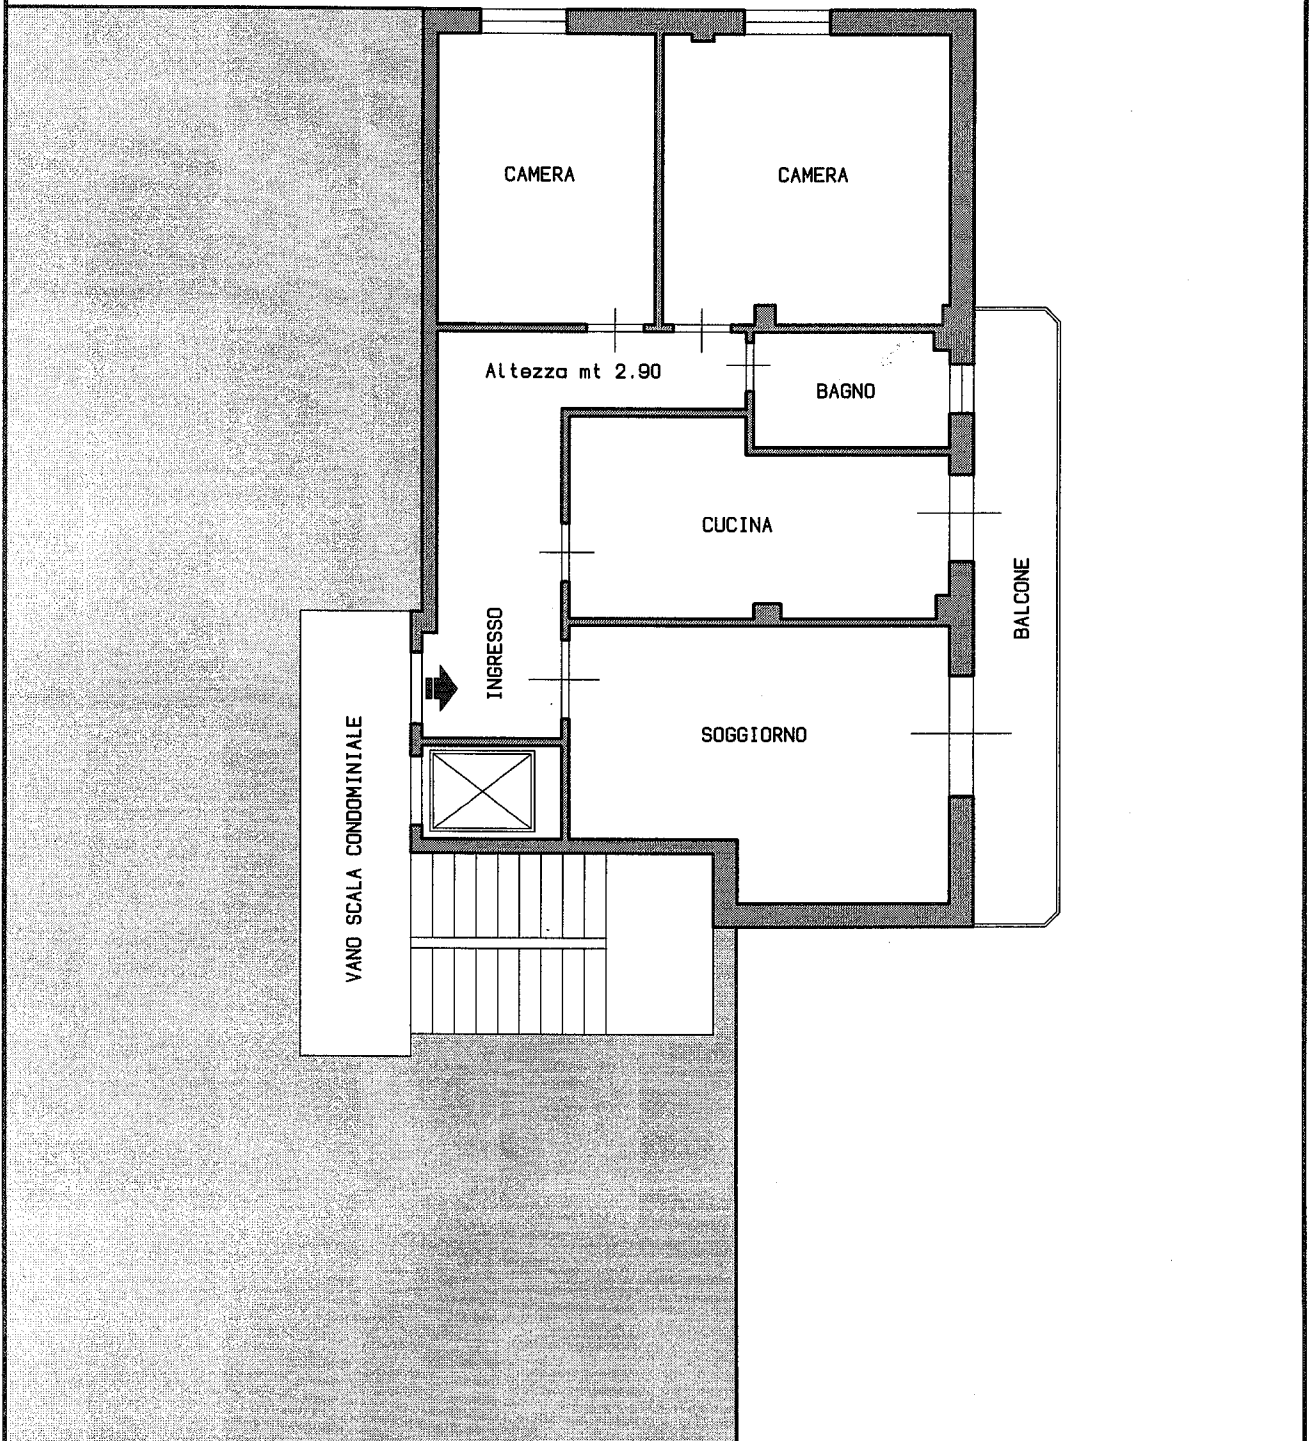 CAMERA
CAMERA
Altezza mt 2.90
BAGNO
CUCINA
BALCONE
INGRESSO
SOGGIORNO
VANO SCALA CONDOMINIALE